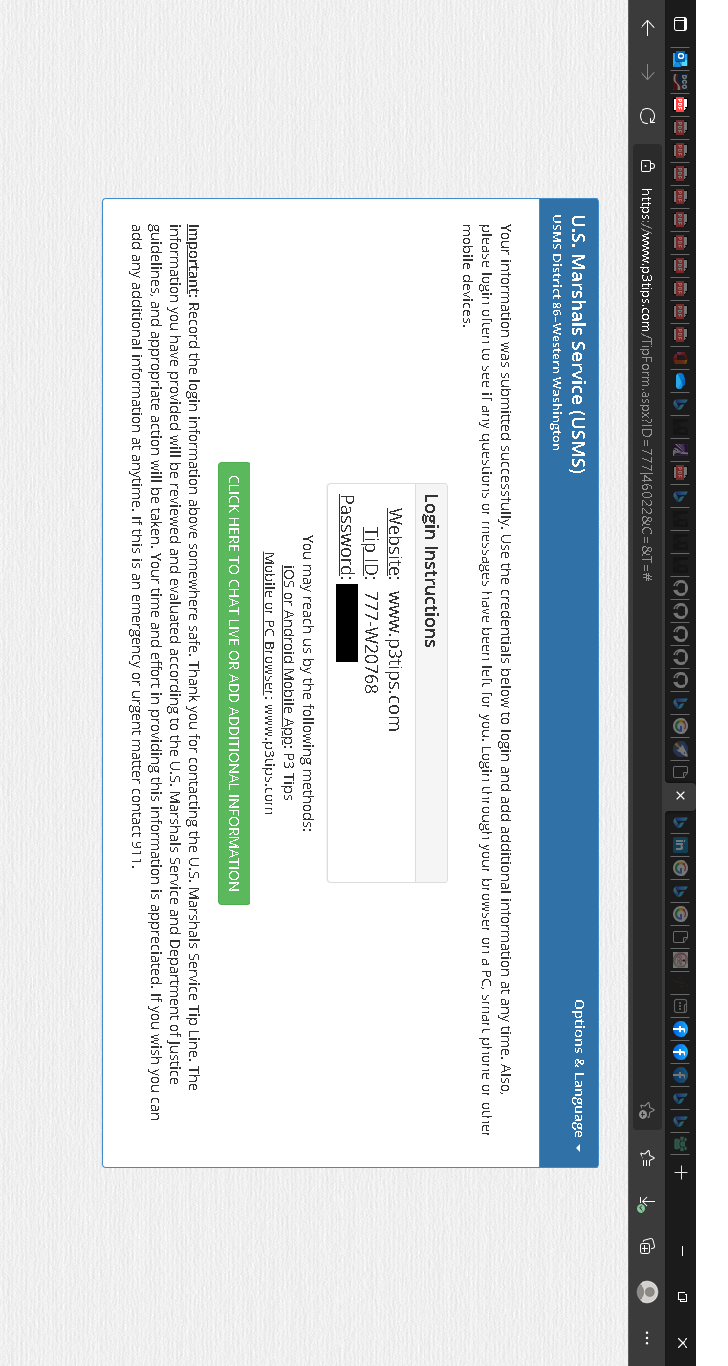 https://www.p3tips.com/TipForm.aspx?ID=777|46022&C=&T=#
U.S. Marshals Service (USMS)
USMS District 86–Western Washington
Options & Language
Your information was submitted successfully. Use the credentials below to login and add additional information at any time. Also,
please login often to see if any questions or messages have been left for you. Login through your browser on a PC, smart phone or other
mobile devices.
Login Instructions
Website: www.p3tips.com
Tip ID: 777-W20768
Password:
You may reach us by the following methods:
iOS or Android Mobile App: P3 Tips
Mobile or PC Browser: www.p3tips.com
CLICK HERE TO CHAT LIVE OR ADD ADDITIONAL INFORMATION
Important: Record the login information above somewhere safe. Thank you for contacting the U.S. Marshals Service Tip Line. The
information you have provided will be reviewed and evaluated according to the U.S. Marshals Service and Department of Justice
guidelines, and appropriate action will be taken. Your time and effort in providing this information is appreciated. If you wish you can
add any additional information at anytime. If this is an emergency or urgent matter contact 911.